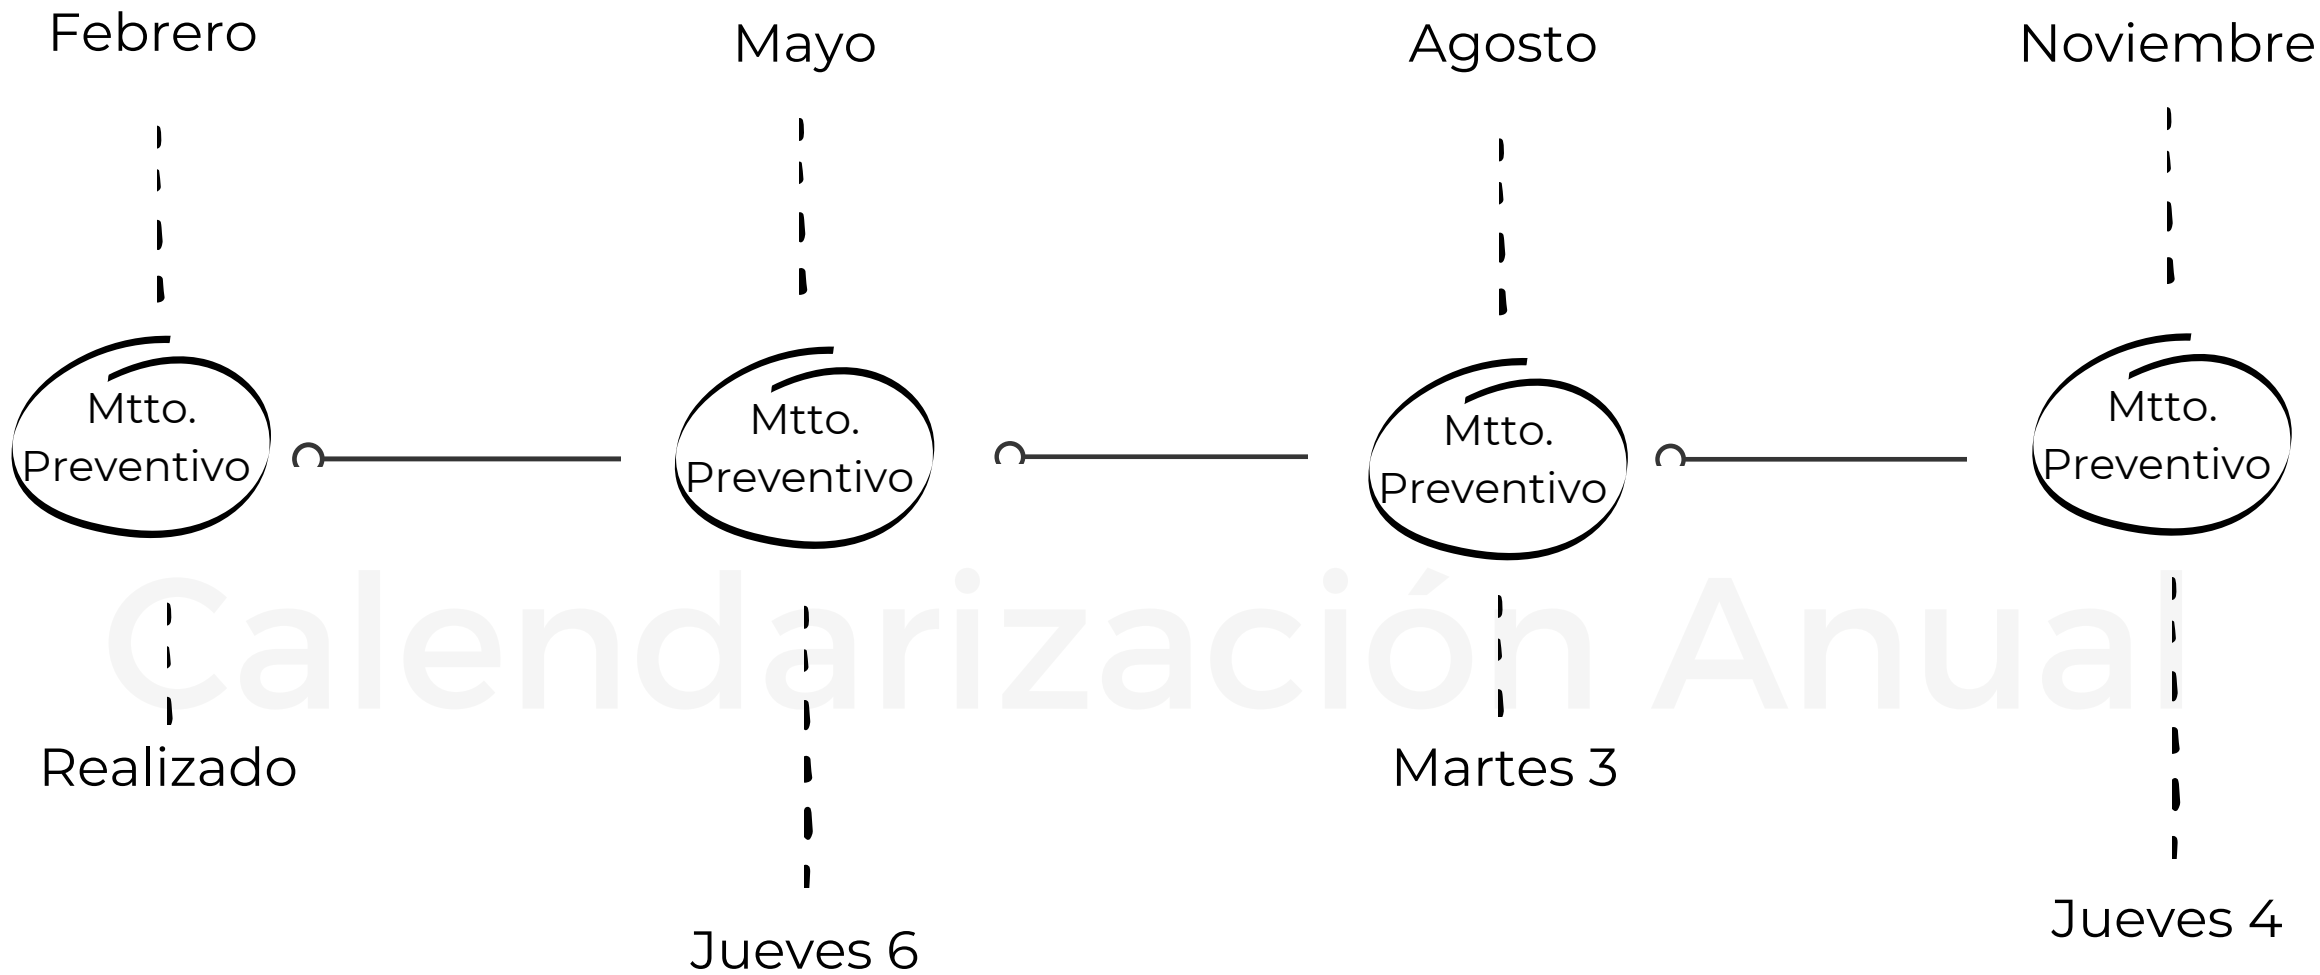 Febrero
Mayo
Agosto
Noviembre
Mtto.
Preventivo
Mtto.
Preventivo
Mtto.
Preventivo
Mtto.
Preventivo
Calendarización Anual
Realizado
Jueves 6
Martes 3
Jueves 4